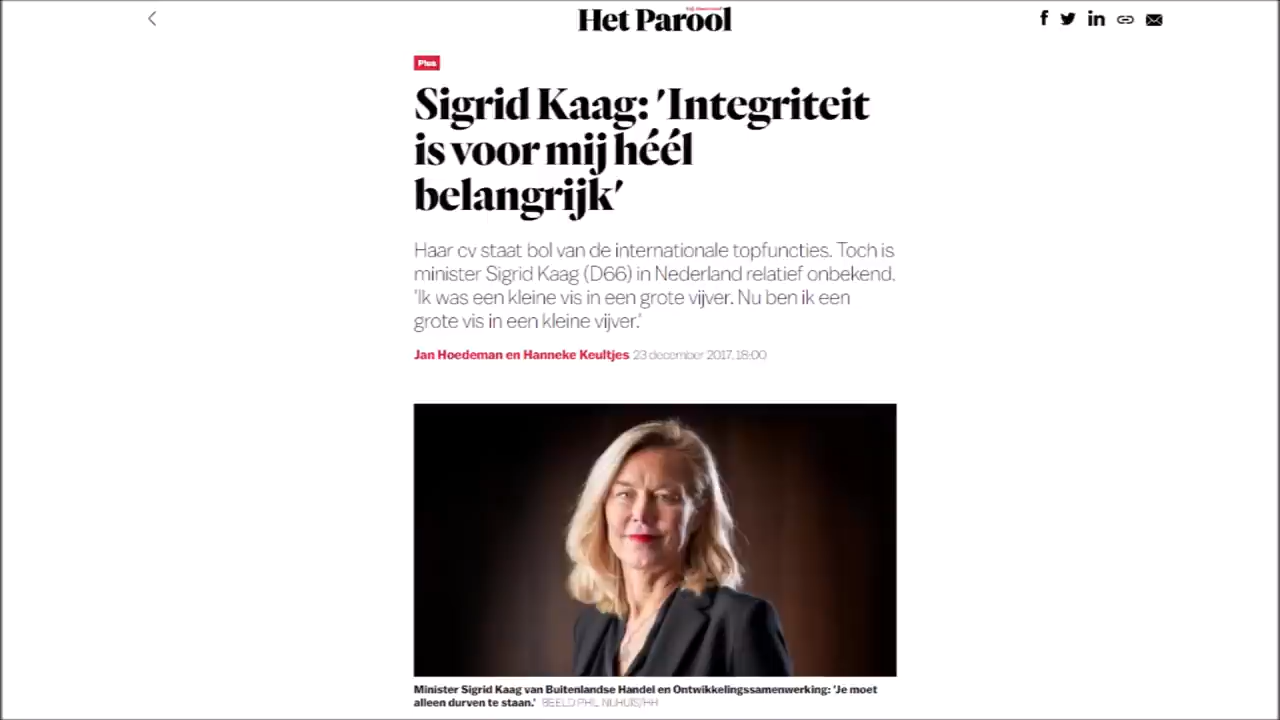 Het Parool
Plus
Sigrid Kaag: 'Integriteit
is voor mij héél
belangrijk'
Haar cv staat bol van de internationale topfuncties. Toch is
minister Sigrid Kaag (D66) in Nederland relatief onbekend.
'Ik was een kleine vis in een grote vijver. Nu ben ik een
grote vis in een kleine vijver.'
Jan Hoedeman en Hanneke Keultjes 23 december 2017, 18:00
Minister Sigrid Kaag van Buitenlandse Handel en Ontwikkelingssamenwerking: 'Je moet
alleen durven te staan.' BEELD PHIL NIJHUIS/HH